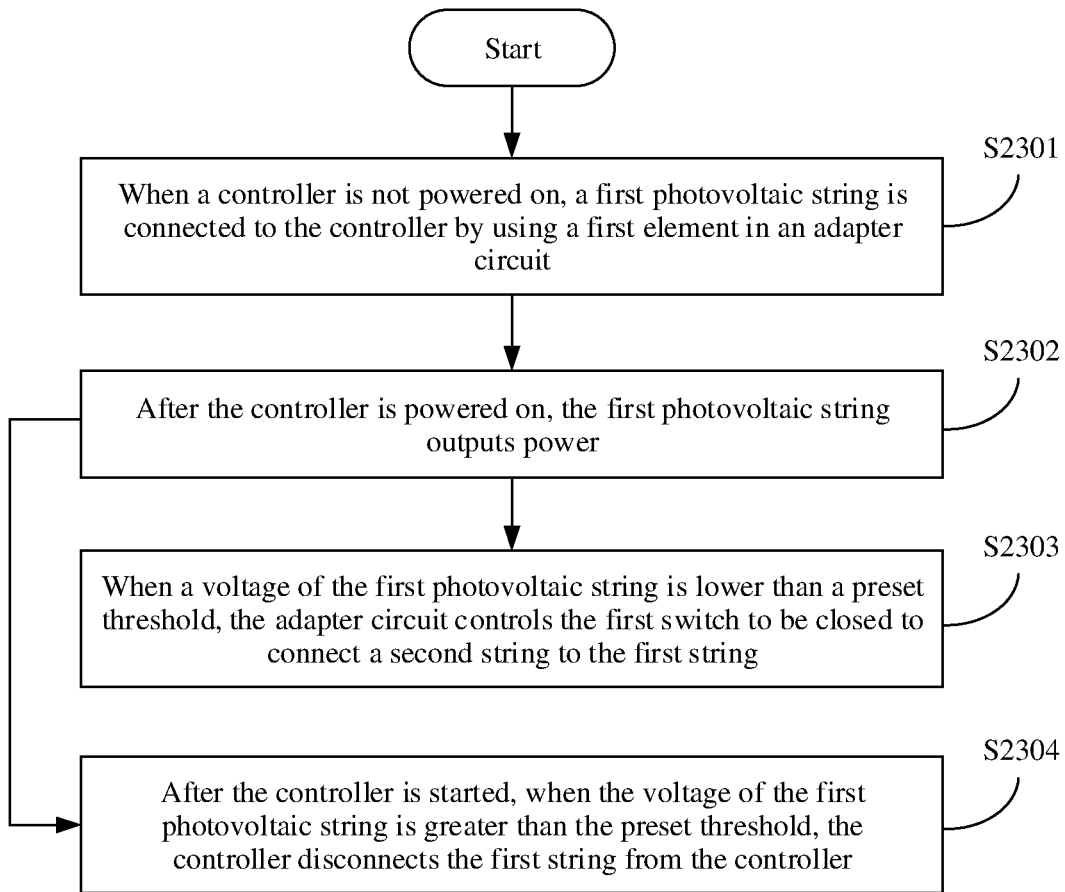 Start
S2301
When a controller is not powered on, a first photovoltaic string is
connected to the controller by using a first element in an adapter
circuit
S2302
After the controller is powered on, the first photovoltaic string
outputs power
S2303
When a voltage of the first photovoltaic string is lower than a preset
threshold, the adapter circuit controls the first switch to be closed to
connect a second string to the first string
S2304
After the controller is started, when the voltage of the first
photovoltaic string is greater than the preset threshold, the
controller disconnects the first string from the controller